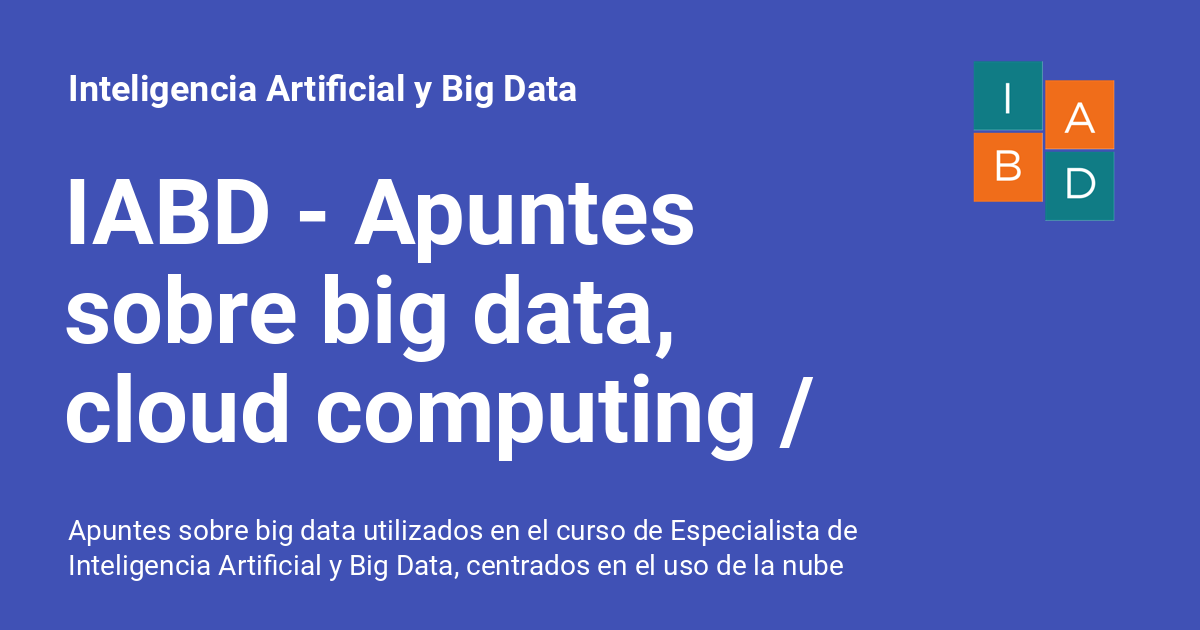 Inteligencia Artificial y Big Data
I
A
B
D
IABD - Apuntes
sobre big data,
cloud computing /
Apuntes sobre big data utilizados en el curso de Especialista de
Inteligencia Artificial y Big Data, centrados en el uso de la nube